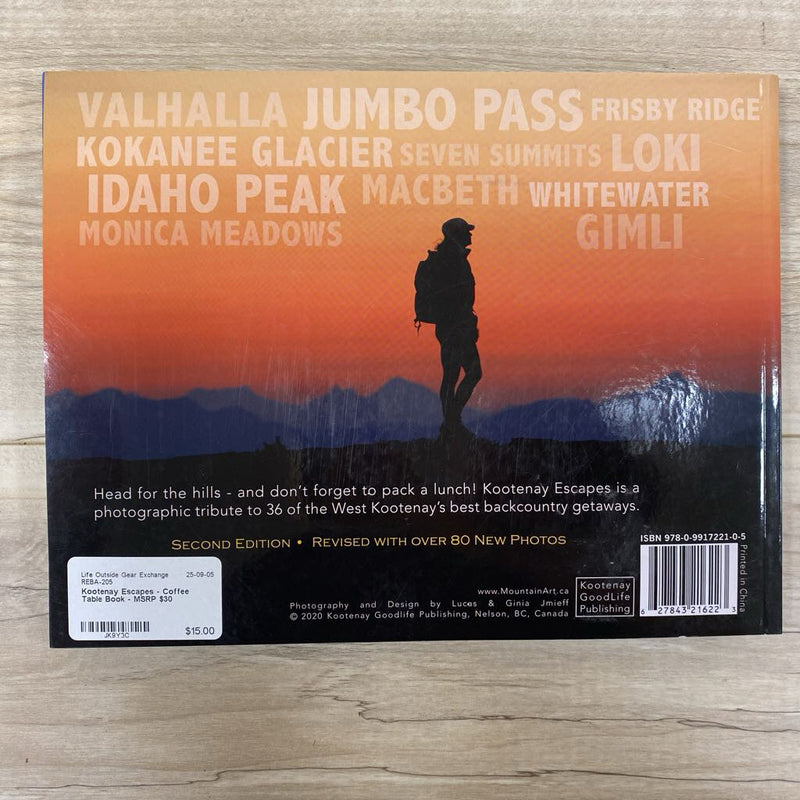 VALHALLA JUMBO PASS FRISBY RIDGE
KOKANEE GLACIER SEVEN SUMMITS LOKI
IDAHO PEAK MACBETH WHITEWATER
MONICA MEADOWS GIMLI
Head for the hills - and don't forget to pack a lunch! Kootenay Escapes is a
photographic tribute to 36 of the West Kootenay's best backcountry getaways.
SECOND EDITION • REVISED WITH OVER 80 NEW PHOTOS
Life Outside Gear Exchange 25-09-05
REBA-205
Kootenay Escapes - Coffee
Table Book - MSRP $30
JK9Y3C $15.00
www.MountainArt.ca
Photography and Design by Lucas & Ginia Jmieff
© 2020 Kootenay GoodLife Publishing, Nelson, BC, Canada
Kootenay
GoodLife
Publishing
ISBN 978-0-9917221-0-5
6 27843 21622 3
Printed in China